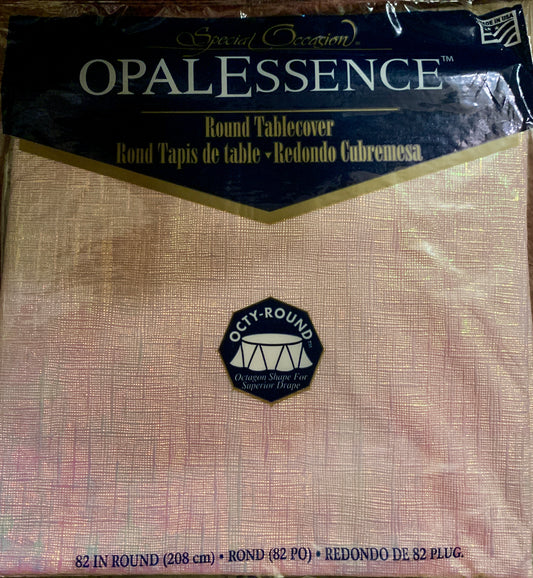 Special Occasion®
MADE IN USA
OPALESSENCE™
Round Tablecover
Rond Tapis de table • Redondo Cubremesa
OCTY-ROUND™
Octagon Shape For
Superior Drape
82 IN ROUND (208 cm) • ROND (82 PO) • REDONDO DE 82 PLUG.